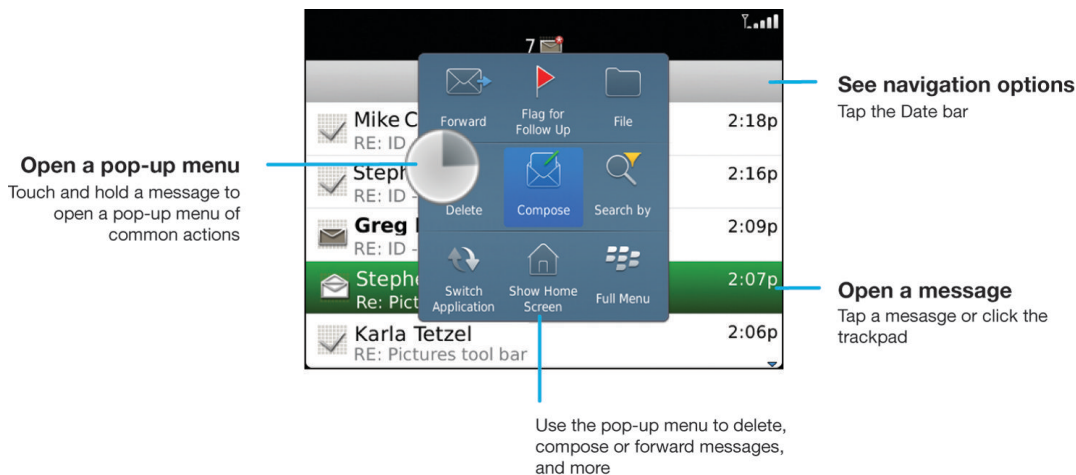 7
See navigation options
Tap the Date bar
Forward
Flag for
Follow Up
File
Mike C
RE: ID
2:18p
Open a pop-up menu
Touch and hold a message to
open a pop-up menu of
common actions
Steph
RE: ID -
2:16p
Delete
Compose
Search by
Greg
RE: ID -
2:09p
Stephe
Re: Pict
2:07p
Switch
Application
Show Home
Screen
Full Menu
Open a message
Tap a mesasge or click the
trackpad
Karla Tetzel
RE: Pictures tool bar
2:06p
Use the pop-up menu to delete,
compose or forward messages,
and more